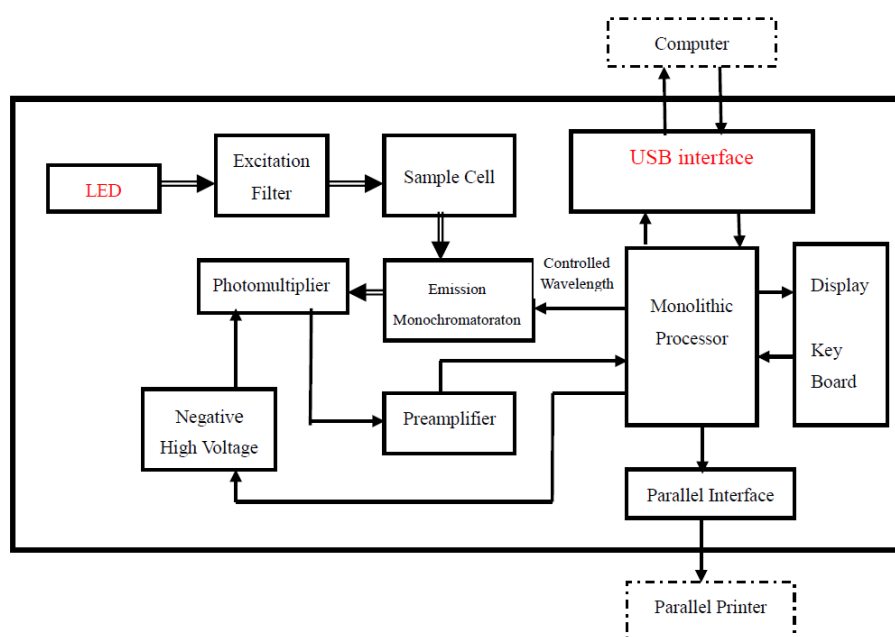 Computer
USB interface
LED
Excitation
Filter
Sample Cell
Photomultiplier
Emission
Monochromatoraton
Controlled
Wavelength
Monolithic
Processor
Display
Key
Board
Negative
High Voltage
Preamplifier
Parallel Interface
Parallel Printer